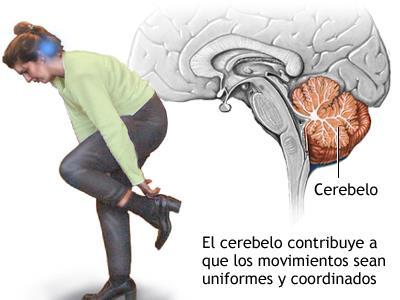 Cerebelo
El cerebelo contribuye a
que los movimientos sean
uniformes y coordinados